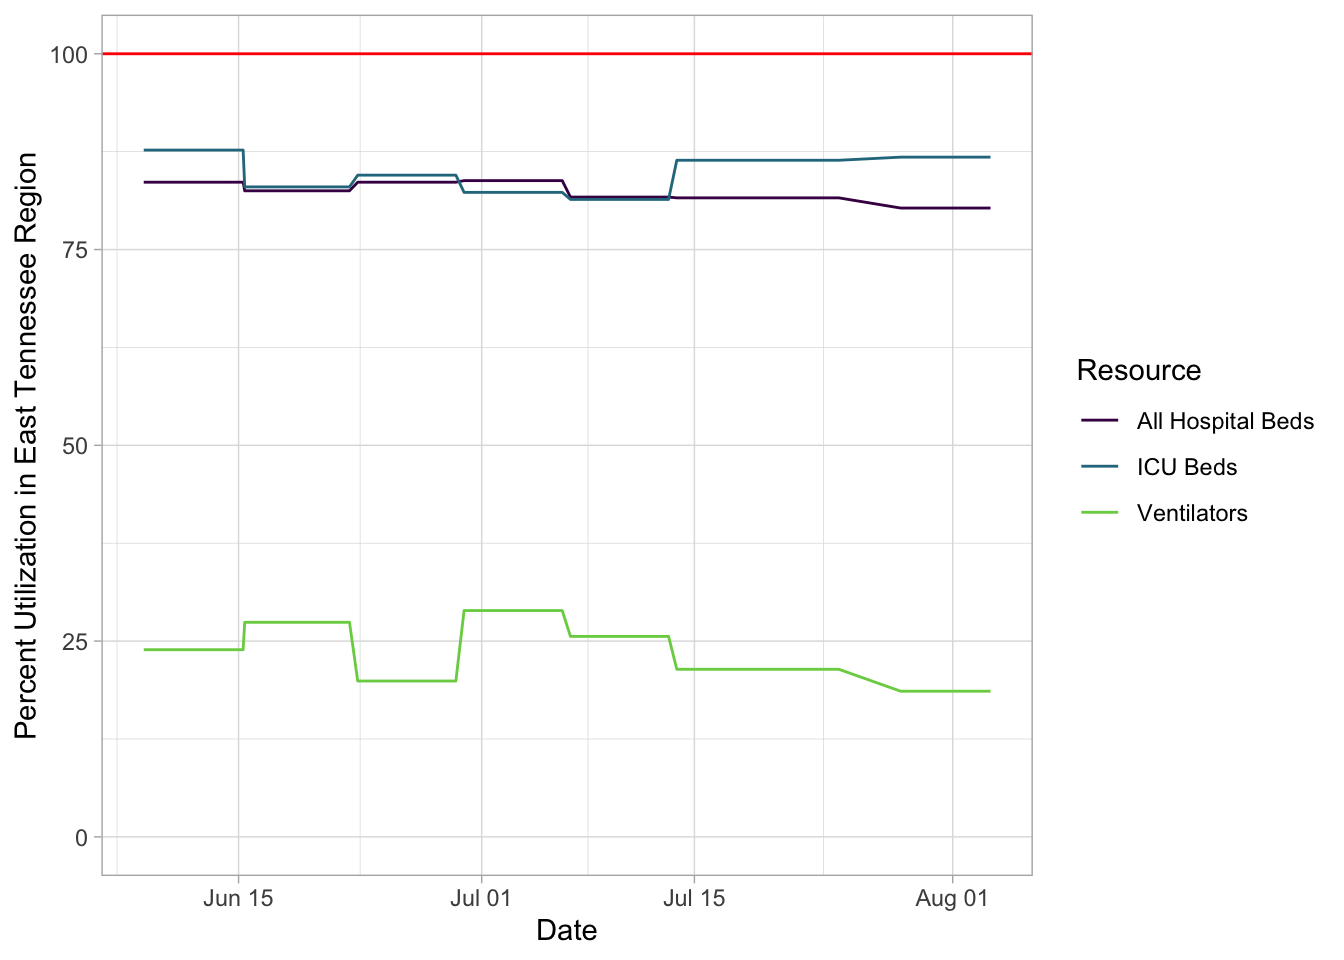 Percent Utilization in East Tennessee Region
100
75
50
25
0
Jun 15
Jul 01
Jul 15
Aug 01
Date
Resource
All Hospital Beds
ICU Beds
Ventilators